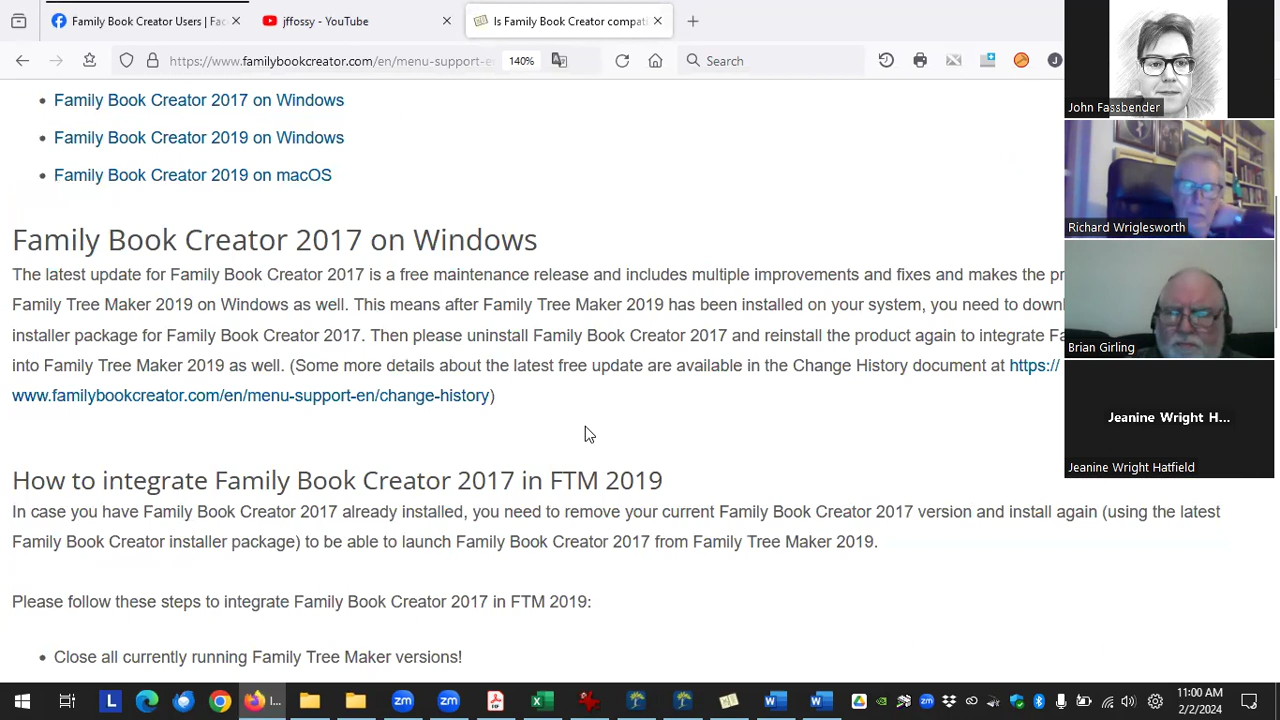 Family Book Creator Users | Fac
jffossy - YouTube
Is Family Book Creator compati
https://www.familybookcreator.com/en/menu-support-e
140%
Search
J
Family Book Creator 2017 on Windows
Family Book Creator 2019 on Windows
Family Book Creator 2019 on macOS
Family Book Creator 2017 on Windows
The latest update for Family Book Creator 2017 is a free maintenance release and includes multiple improvements and fixes and makes the pr
Family Tree Maker 2019 on Windows as well. This means after Family Tree Maker 2019 has been installed on your system, you need to down
installer package for Family Book Creator 2017. Then please uninstall Family Book Creator 2017 and reinstall the product again to integrate Fa
into Family Tree Maker 2019 as well. (Some more details about the latest free update are available in the Change History document at https://
www.familybookcreator.com/en/menu-support-en/change-history)
How to integrate Family Book Creator 2017 in FTM 2019
In case you have Family Book Creator 2017 already installed, you need to remove your current Family Book Creator 2017 version and install again (using the latest
Family Book Creator installer package) to be able to launch Family Book Creator 2017 from Family Tree Maker 2019.
Please follow these steps to integrate Family Book Creator 2017 in FTM 2019:
Close all currently running Family Tree Maker versions!
John Fassbender
Richard Wriglesworth
Brian Girling
Jeanine Wright H...
Jeanine Wright Hatfield
L
zm
zm
I...
W
W
zm
11:00 AM
2/2/2024